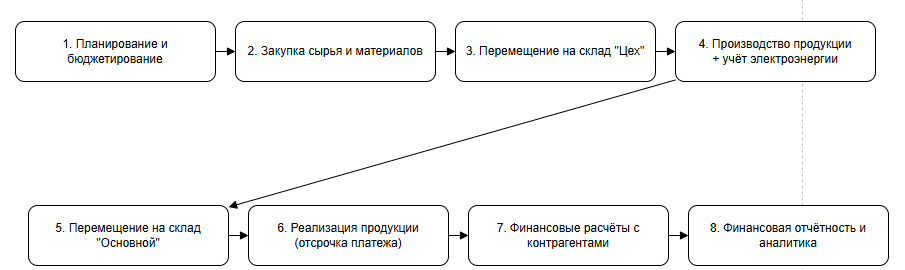 1. Планирование и
бюджетирование
2. Закупка сырья и материалов
3. Перемещение на склад "Цех"
4. Производство продукции
+ учёт электроэнергии
5. Перемещение на склад
"Основной"
6. Реализация продукции
(отсрочка платежа)
7. Финансовые расчёты с
контрагентами
8. Финансовая отчётность и
аналитика